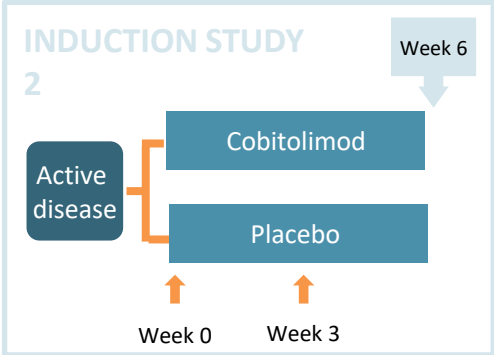 INDUCTION STUDY
2
Week 6
Cobitolimod
Active
disease
Placebo
Week 0
Week 3